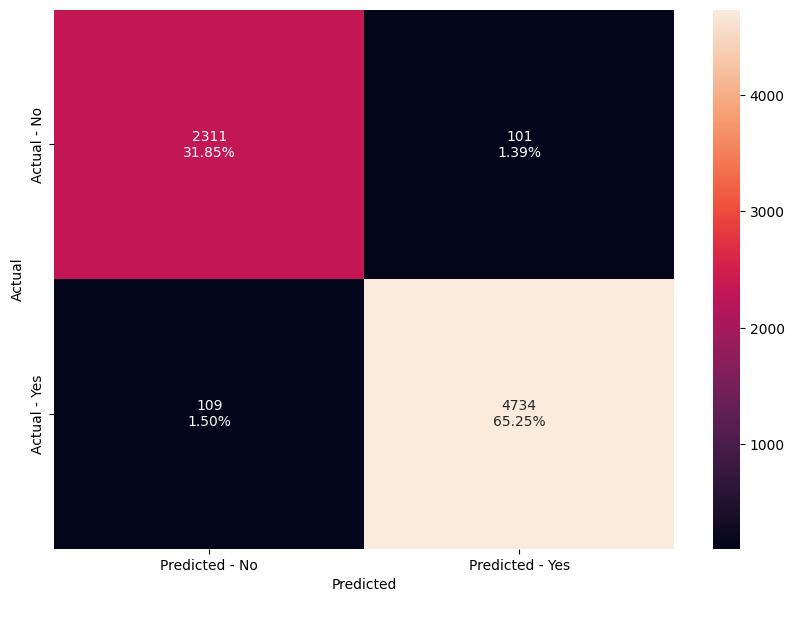 Actual
Actual - No
Actual - Yes
2311
31.85%
101
1.39%
109
1.50%
4734
65.25%
Predicted - No
Predicted - Yes
Predicted
4000
3000
2000
1000